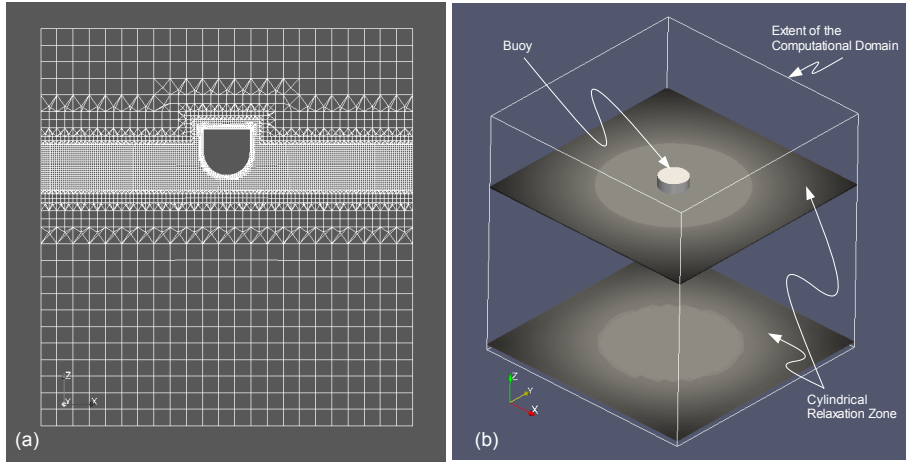 Z
Y X
(a)
Buoy
Extent of the
Computational Domain
Z
Y
X
Cylindrical
Relaxation Zone
(b)